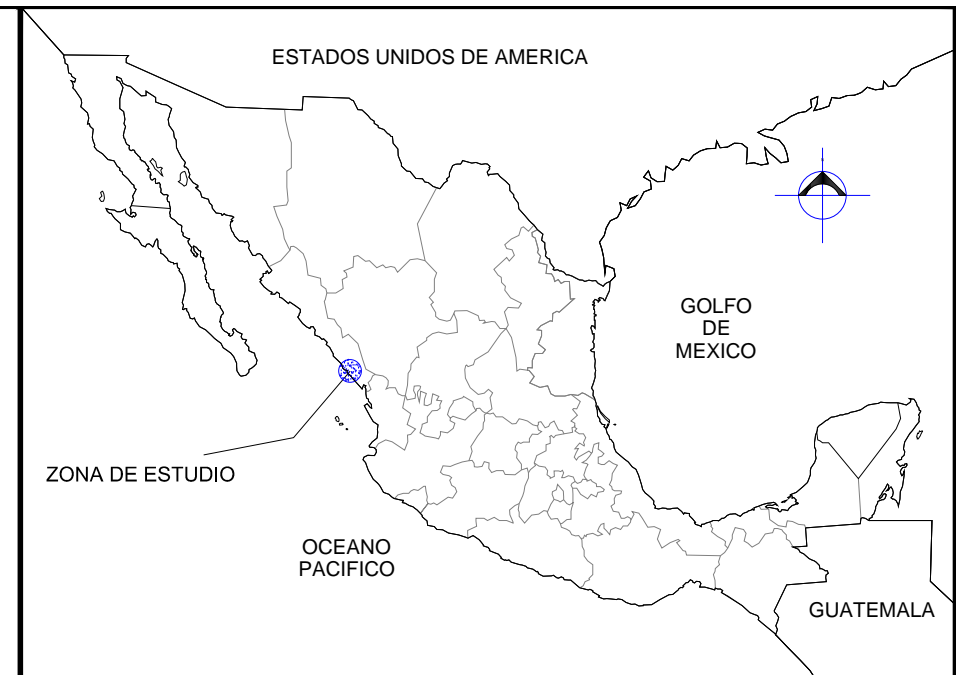 ESTADOS UNIDOS DE AMERICA
GOLFO
DE
MEXICO
ZONA DE ESTUDIO
OCEANO
PACIFICO
GUATEMALA